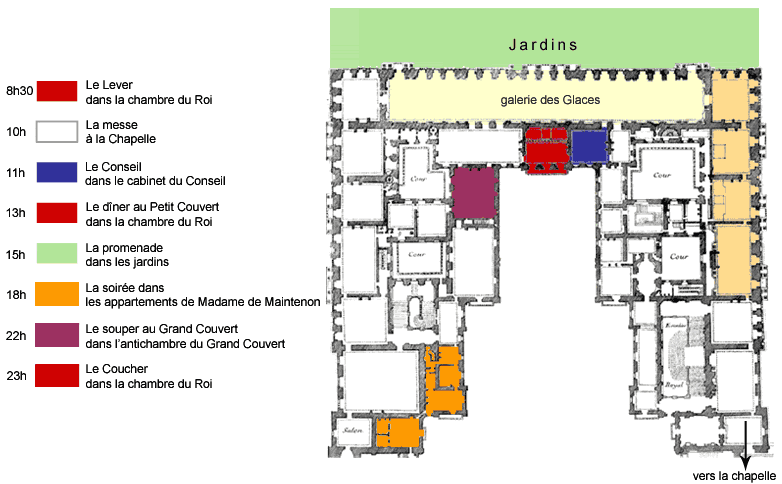 Jardins
galerie des Glaces
8h30
Le Lever
dans la chambre du Roi
10h
La messe
à la Chapelle
11h
Le Conseil
dans le cabinet du Conseil
13h
Le dîner au Petit Couvert
dans la chambre du Roi
15h
La promenade
dans les jardins
18h
La soirée dans
les appartements de Madame de Maintenon
22h
Le souper au Grand Couvert
dans l'antichambre du Grand Couvert
23h
Le Coucher
dans la chambre du Roi
Cour
Cour
Cour
Cour
Escalier
Royal
Salon
vers la chapelle